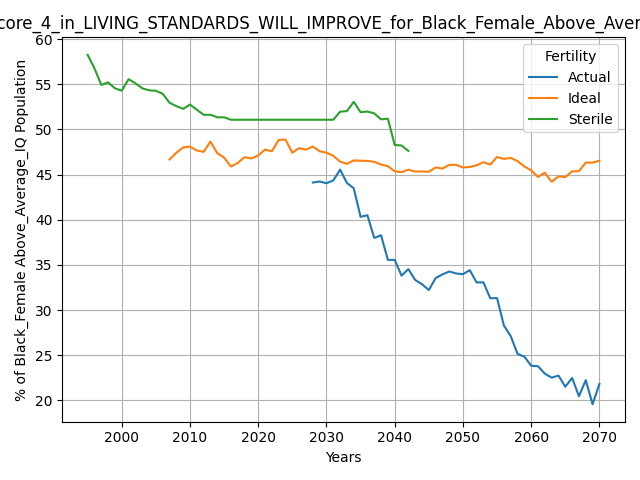 core_4_in_LIVING_STANDARDS_WILL_IMPROVE_for_Black_Female_Above_Aver
% of Black_Female Above_Average_IQ Population
60
55
50
45
40
35
30
25
20
Fertility
Actual
Ideal
Sterile
2000 2010 2020 2030 2040 2050 2060 2070
Years